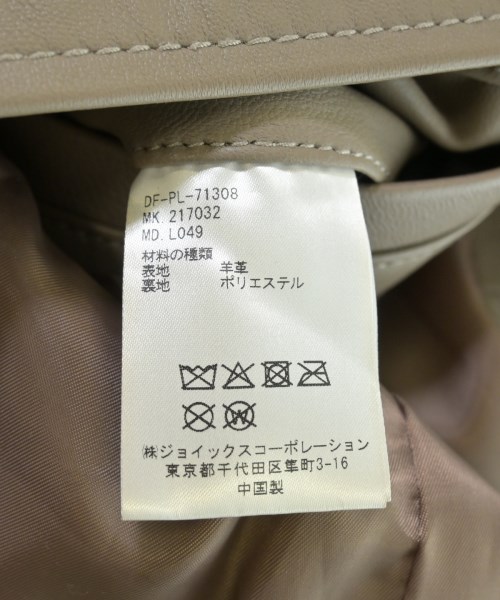 DF-PL-71308
MK. 217032
MD. L049
材料の種類
表地 羊革
裏地 ポリエステル
W
㈱ジョイックスコーポレーション
東京都千代田区隼町3-16
中国製